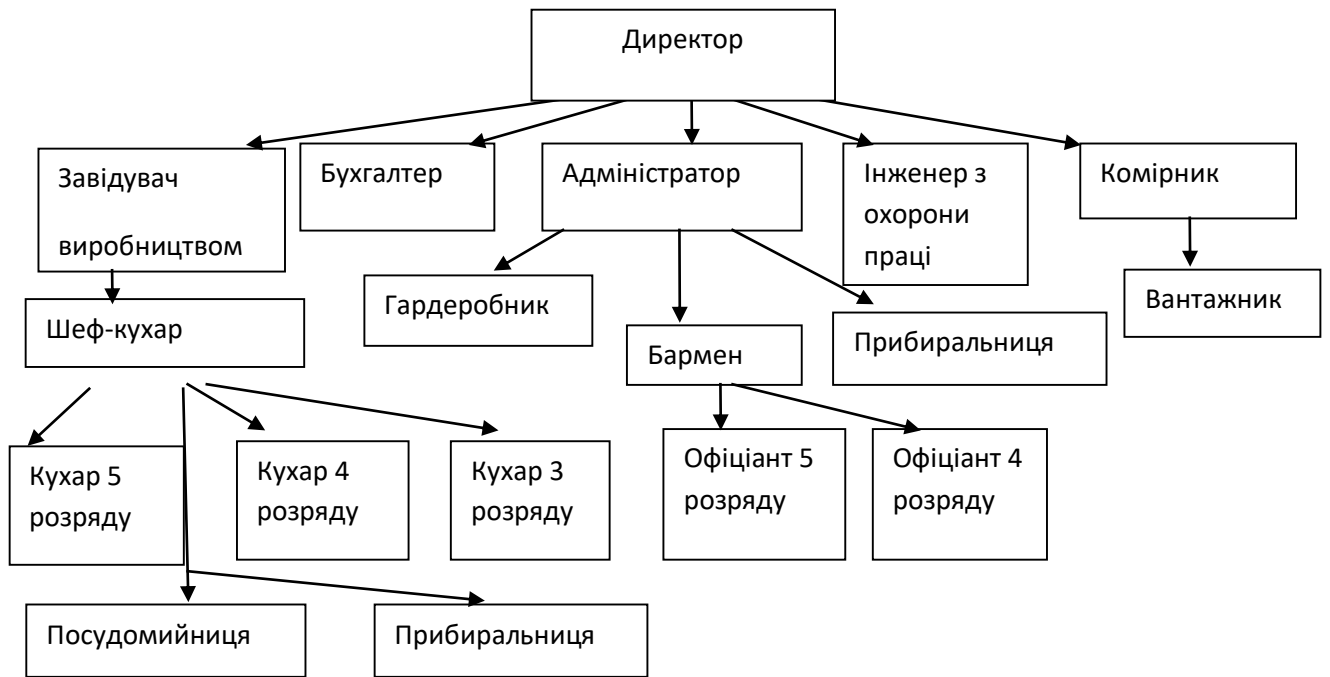 Директор
Завідувач
виробництвом
Бухгалтер
Адміністратор
Інженер з
охорони
праці
Комірник
Шеф-кухар
Гардеробник
Бармен
Прибиральниця
Вантажник
Кухар 5
розряду
Кухар 4
розряду
Кухар 3
розряду
Офіціант 5
розряду
Офіціант 4
розряду
Посудомийниця
Прибиральниця